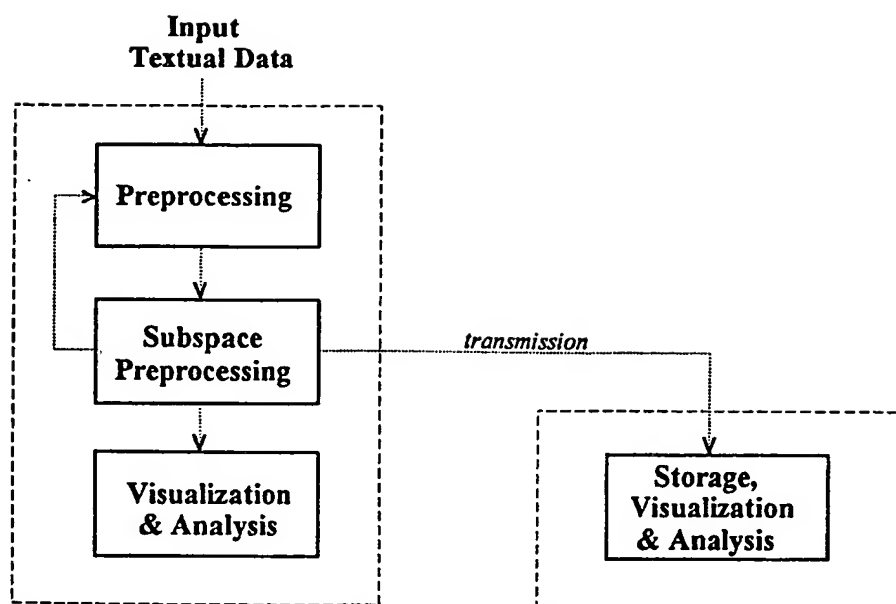 Input
Textual Data
Preprocessing
Subspace
Preprocessing
transmission
Visualization
& Analysis
Storage,
Visualization
& Analysis